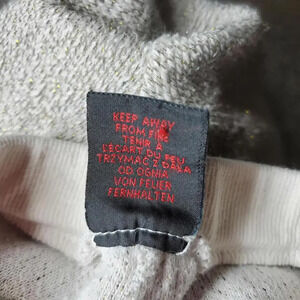 KEEP AWAY
FROM FIRE
TENIR A
L'ECART DU FEU
TRZYMAC Z DALA
OD OGNIA
VON FEUER
FERNHALTEN